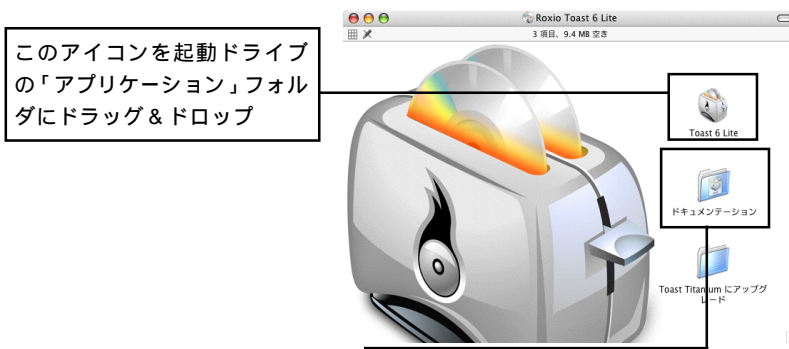 Roxio Toast 6 Lite
3 項目、9.4 MB 空き
このアイコンを起動ドライブ
の「アプリケーション」フォル
ダにドラッグ＆ドロップ
Toast 6 Lite
ドキュメンテーション
Toast Titanium にアップグ
レード